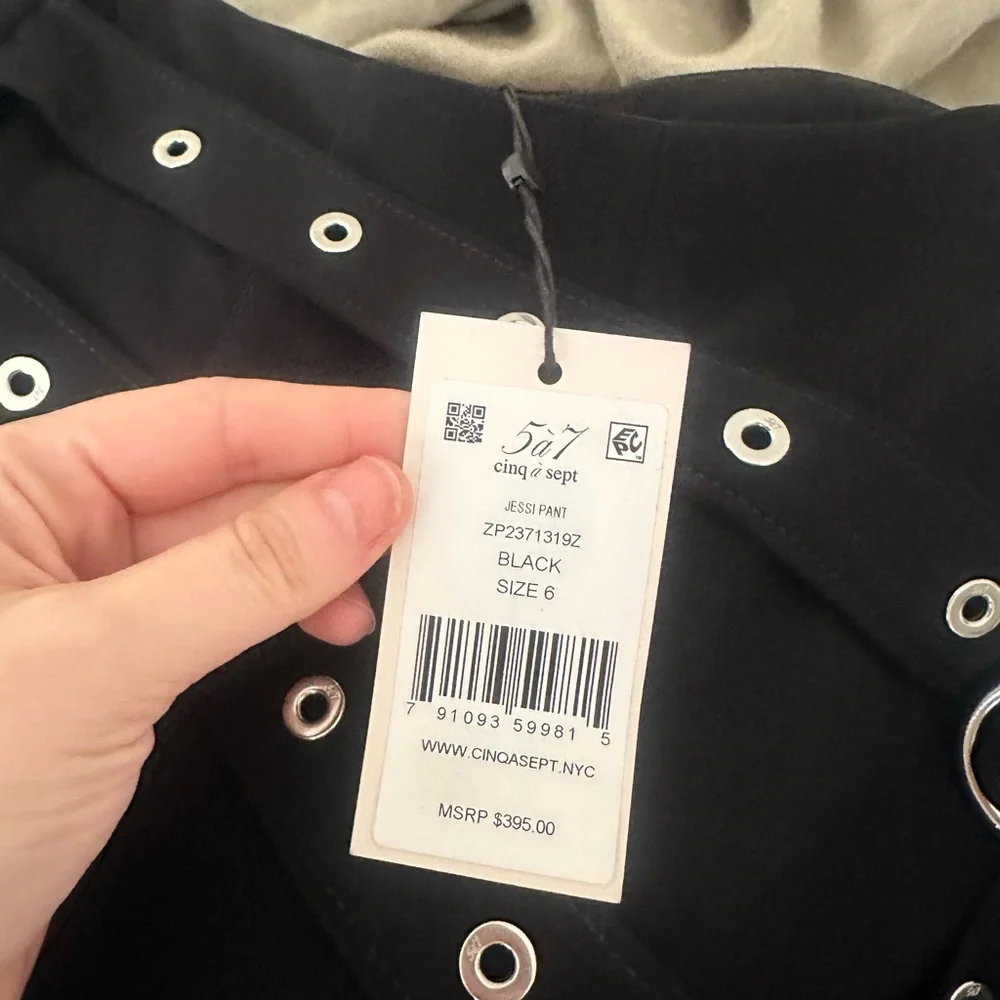 5à7
cinq à sept
EPC
JESSI PANT
ZP2371319Z
BLACK
SIZE 6
7 91093 59981 5
WWW.CINQASEPT.NYC
MSRP $395.00